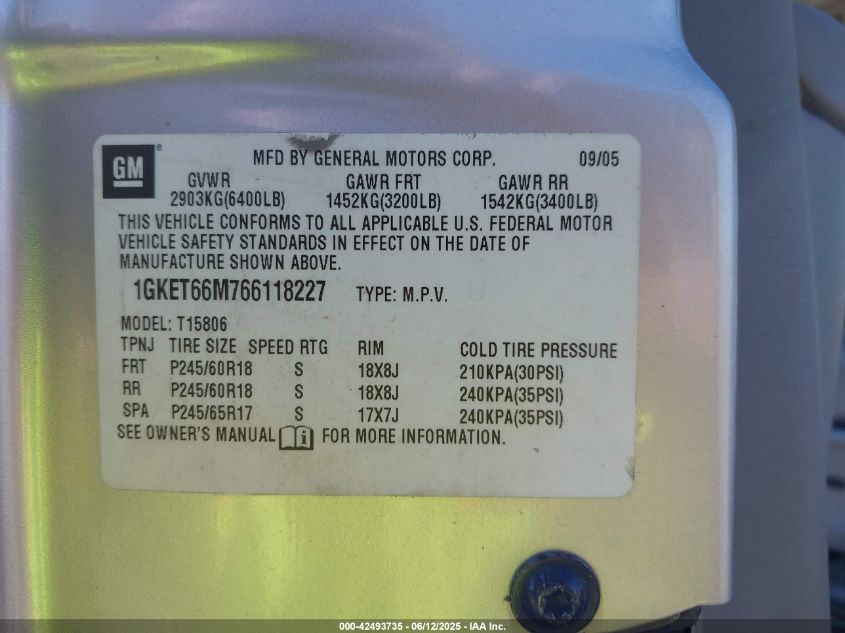 GM
MFD BY GENERAL MOTORS CORP. 09/05
GVWR GAWR FRT GAWR RR
2903KG(6400LB) 1452KG(3200LB) 1542KG(3400LB)
THIS VEHICLE CONFORMS TO ALL APPLICABLE U.S. FEDERAL MOTOR
VEHICLE SAFETY STANDARDS IN EFFECT ON THE DATE OF
MANUFACTURE SHOWN ABOVE.
1GKET66M766118227 TYPE: M.P.V.
MODEL: T15806
TPNJ TIRE SIZE SPEED RTG RIM COLD TIRE PRESSURE
FRT P245/60R18 S 18X8J 210KPA(30PSI)
RR P245/60R18 S 18X8J 240KPA(35PSI)
SPA P245/65R17 S 17X7J 240KPA(35PSI)
SEE OWNER'S MANUAL i FOR MORE INFORMATION.
000-42493735 - 06/12/2025 - IAA Inc.